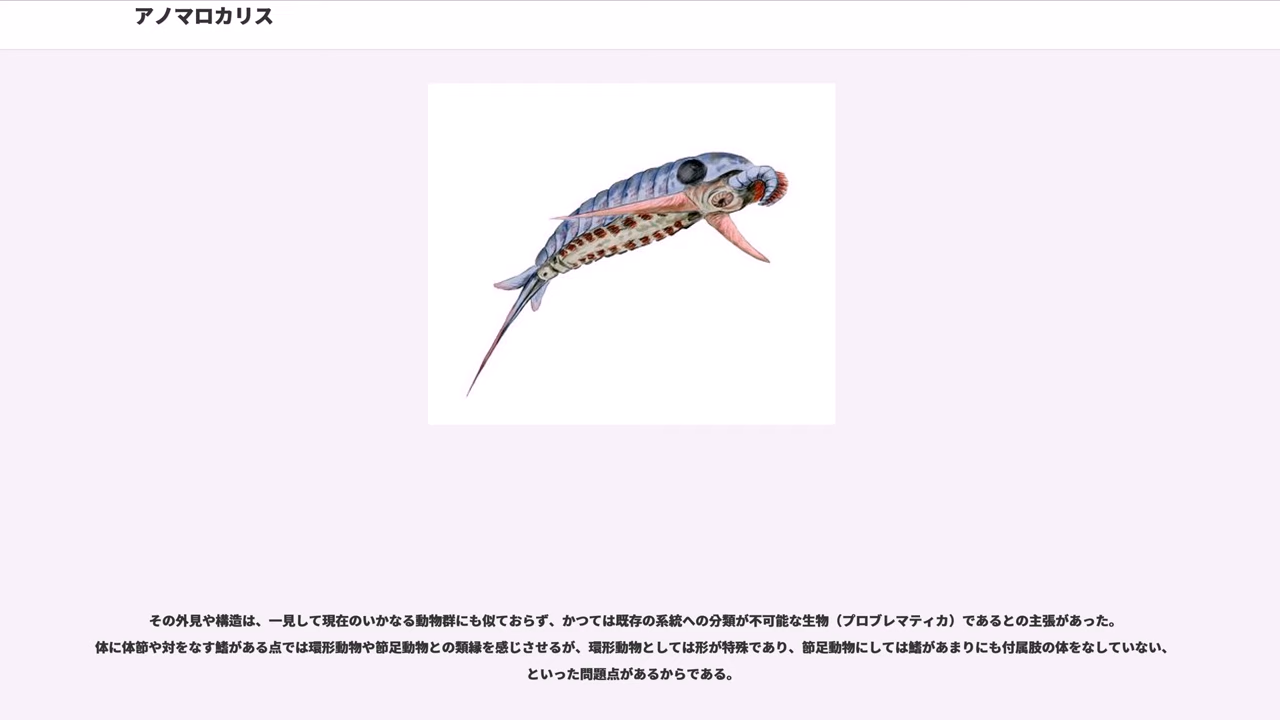 アノマロカリス
その外見や構造は、一見して現在のいかなる動物群にも似ておらず、かつては既存の系統への分類が不可能な生物（プロブレマティカ）であるとの主張があった。
体に体節や対をなす鰭がある点では環形動物や節足動物との類縁を感じさせるが、環形動物としては形が特殊であり、節足動物にしては鰭があまりにも付属肢の体をなしていない、
といった問題点があるからである。